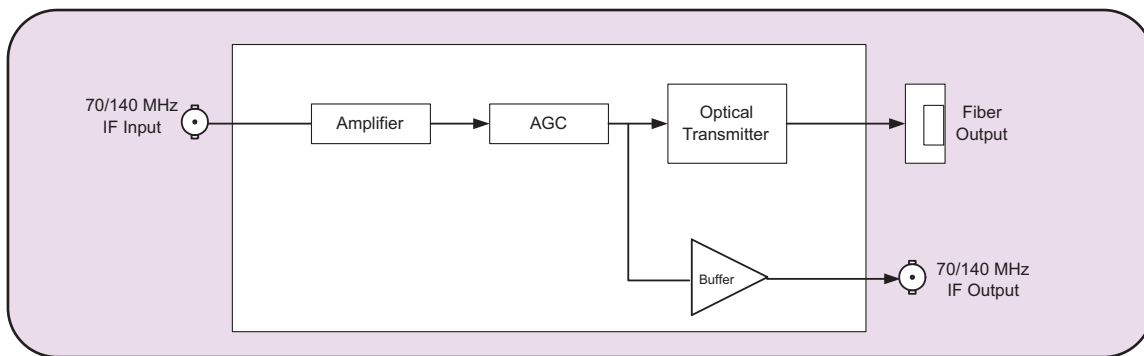 70/140 MHz
IF Input
Amplifier
AGC
Optical
Transmitter
Fiber
Output
Buffer
70/140 MHz
IF Output